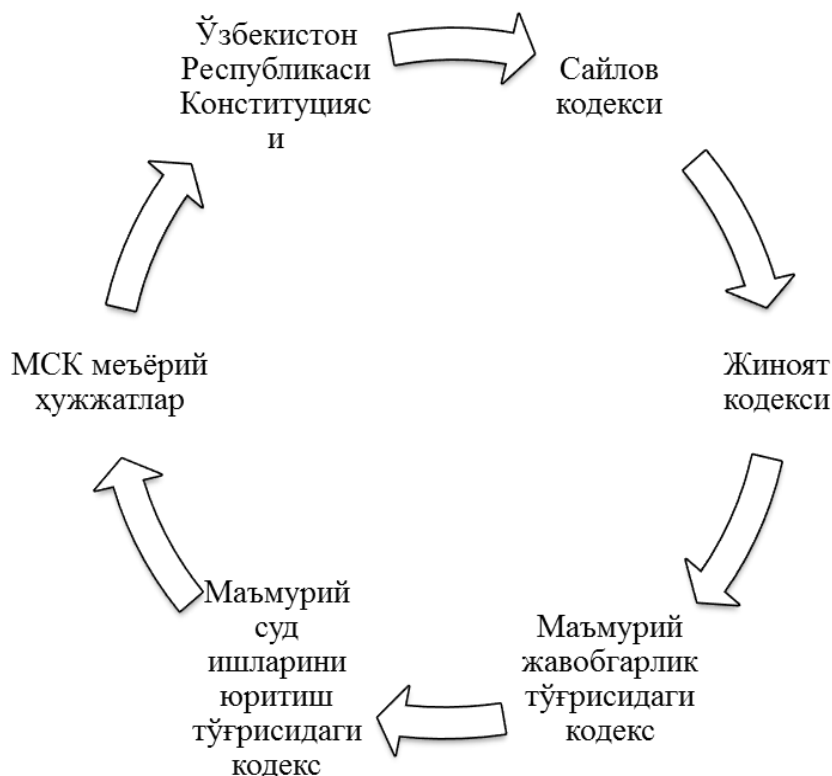 Ўзбекистон
Республикаси
Конституцияс
и
Сайлов
кодекси
Жиноят
кодекси
Маъмурий
жавобгарлик
тўғрисидаги
кодекс
Маъмурий
суд
ишларини
юритиш
тўғрисидаги
кодекс
МСК меъёрий
ҳужжатлар